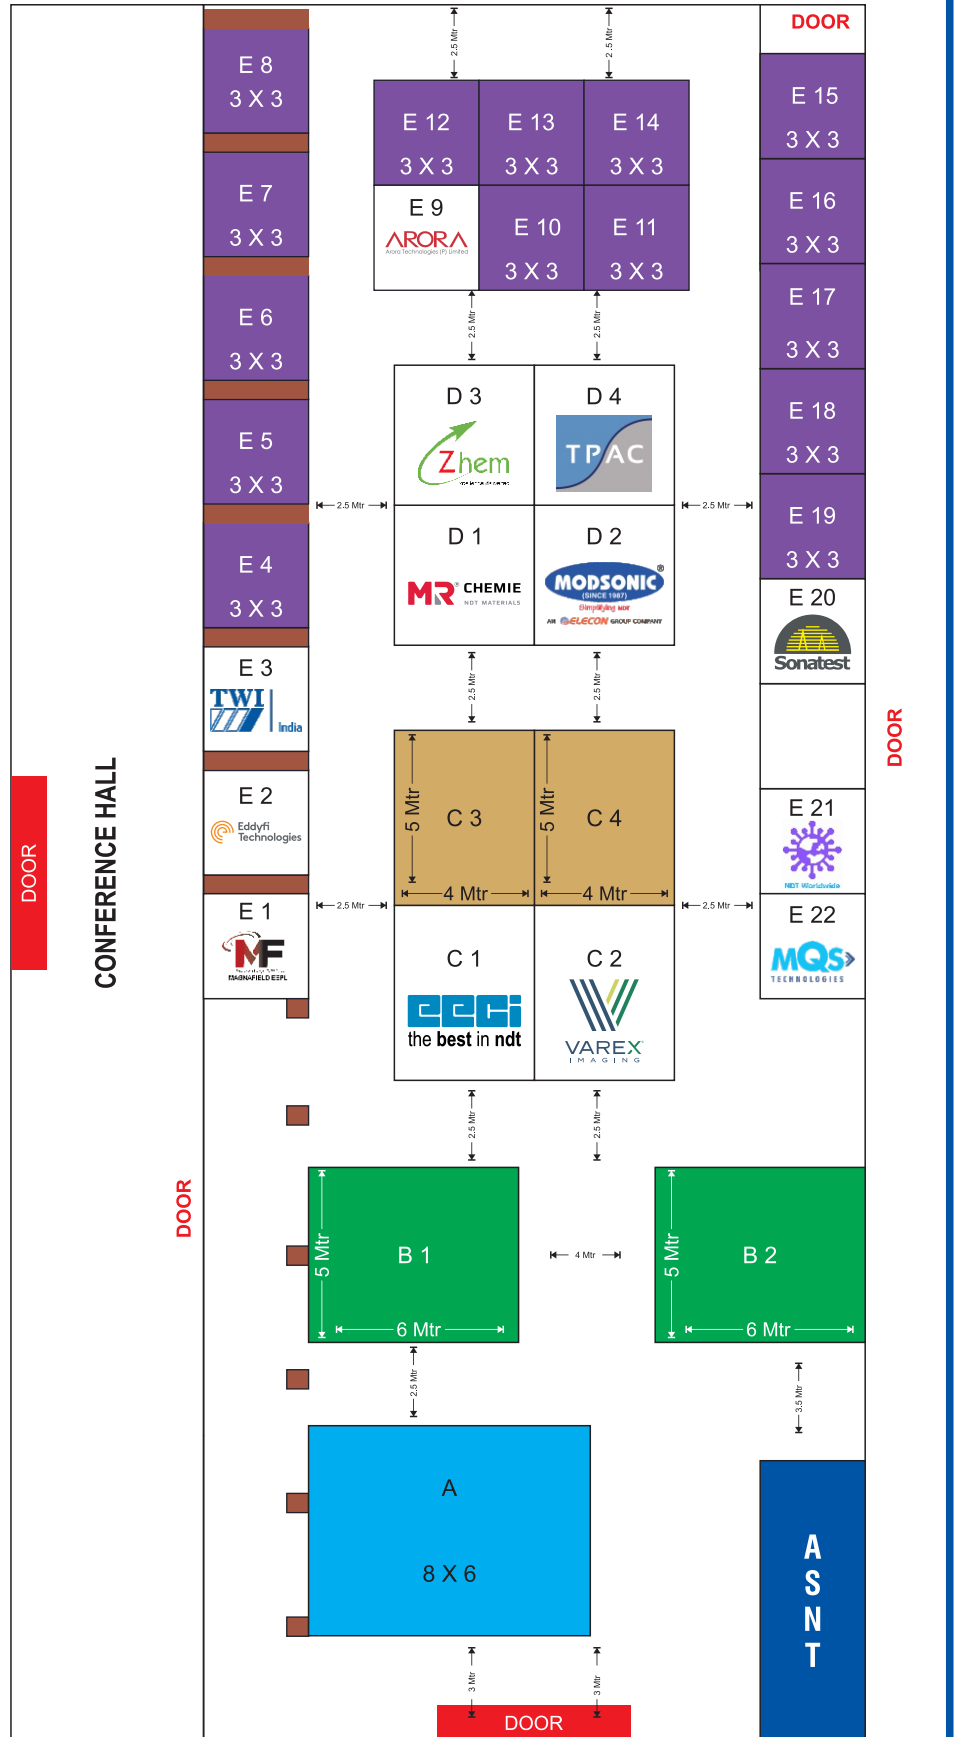 DOOR
2.5 Mtr
2.5 Mtr
E 8
3 X 3
E 7
3 X 3
E 6
3 X 3
E 5
3 X 3
E 4
3 X 3
E 3
TWI
India
E 2
Eddyfi
Technologies
E 1
MF
MAGNAFIELD EEPL
E 12
3 X 3
E 13
3 X 3
E 14
3 X 3
E 9
ARORA
Arora Technologies (P) Limited
E 10
3 X 3
E 11
3 X 3
2.5 Mtr
2.5 Mtr
D 3
Zhem
D 4
TPAC
D 1
MR® CHEMIE
NDT MATERIALS
D 2
MODSONIC®
(SINCE 1987)
Simplifying NDT
AN ELECON GROUP COMPANY
2.5 Mtr
2.5 Mtr
2.5 Mtr
2.5 Mtr
C 3
5 Mtr
4 Mtr
C 4
5 Mtr
4 Mtr
2.5 Mtr
2.5 Mtr
C 1
eeci
the best in ndt
C 2
VAREX
IMAGING
2.5 Mtr
2.5 Mtr
E 15
3 X 3
E 16
3 X 3
E 17
3 X 3
E 18
3 X 3
E 19
3 X 3
E 20
Sonatest
E 21
NDT Worldwide
E 22
MQS
TECHNOLOGIES
DOOR
DOOR
CONFERENCE HALL
DOOR
B 1
5 Mtr
6 Mtr
4 Mtr
B 2
5 Mtr
6 Mtr
2.5 Mtr
3.5 Mtr
A
8 X 6
A
S
N
T
3 Mtr
3 Mtr
DOOR